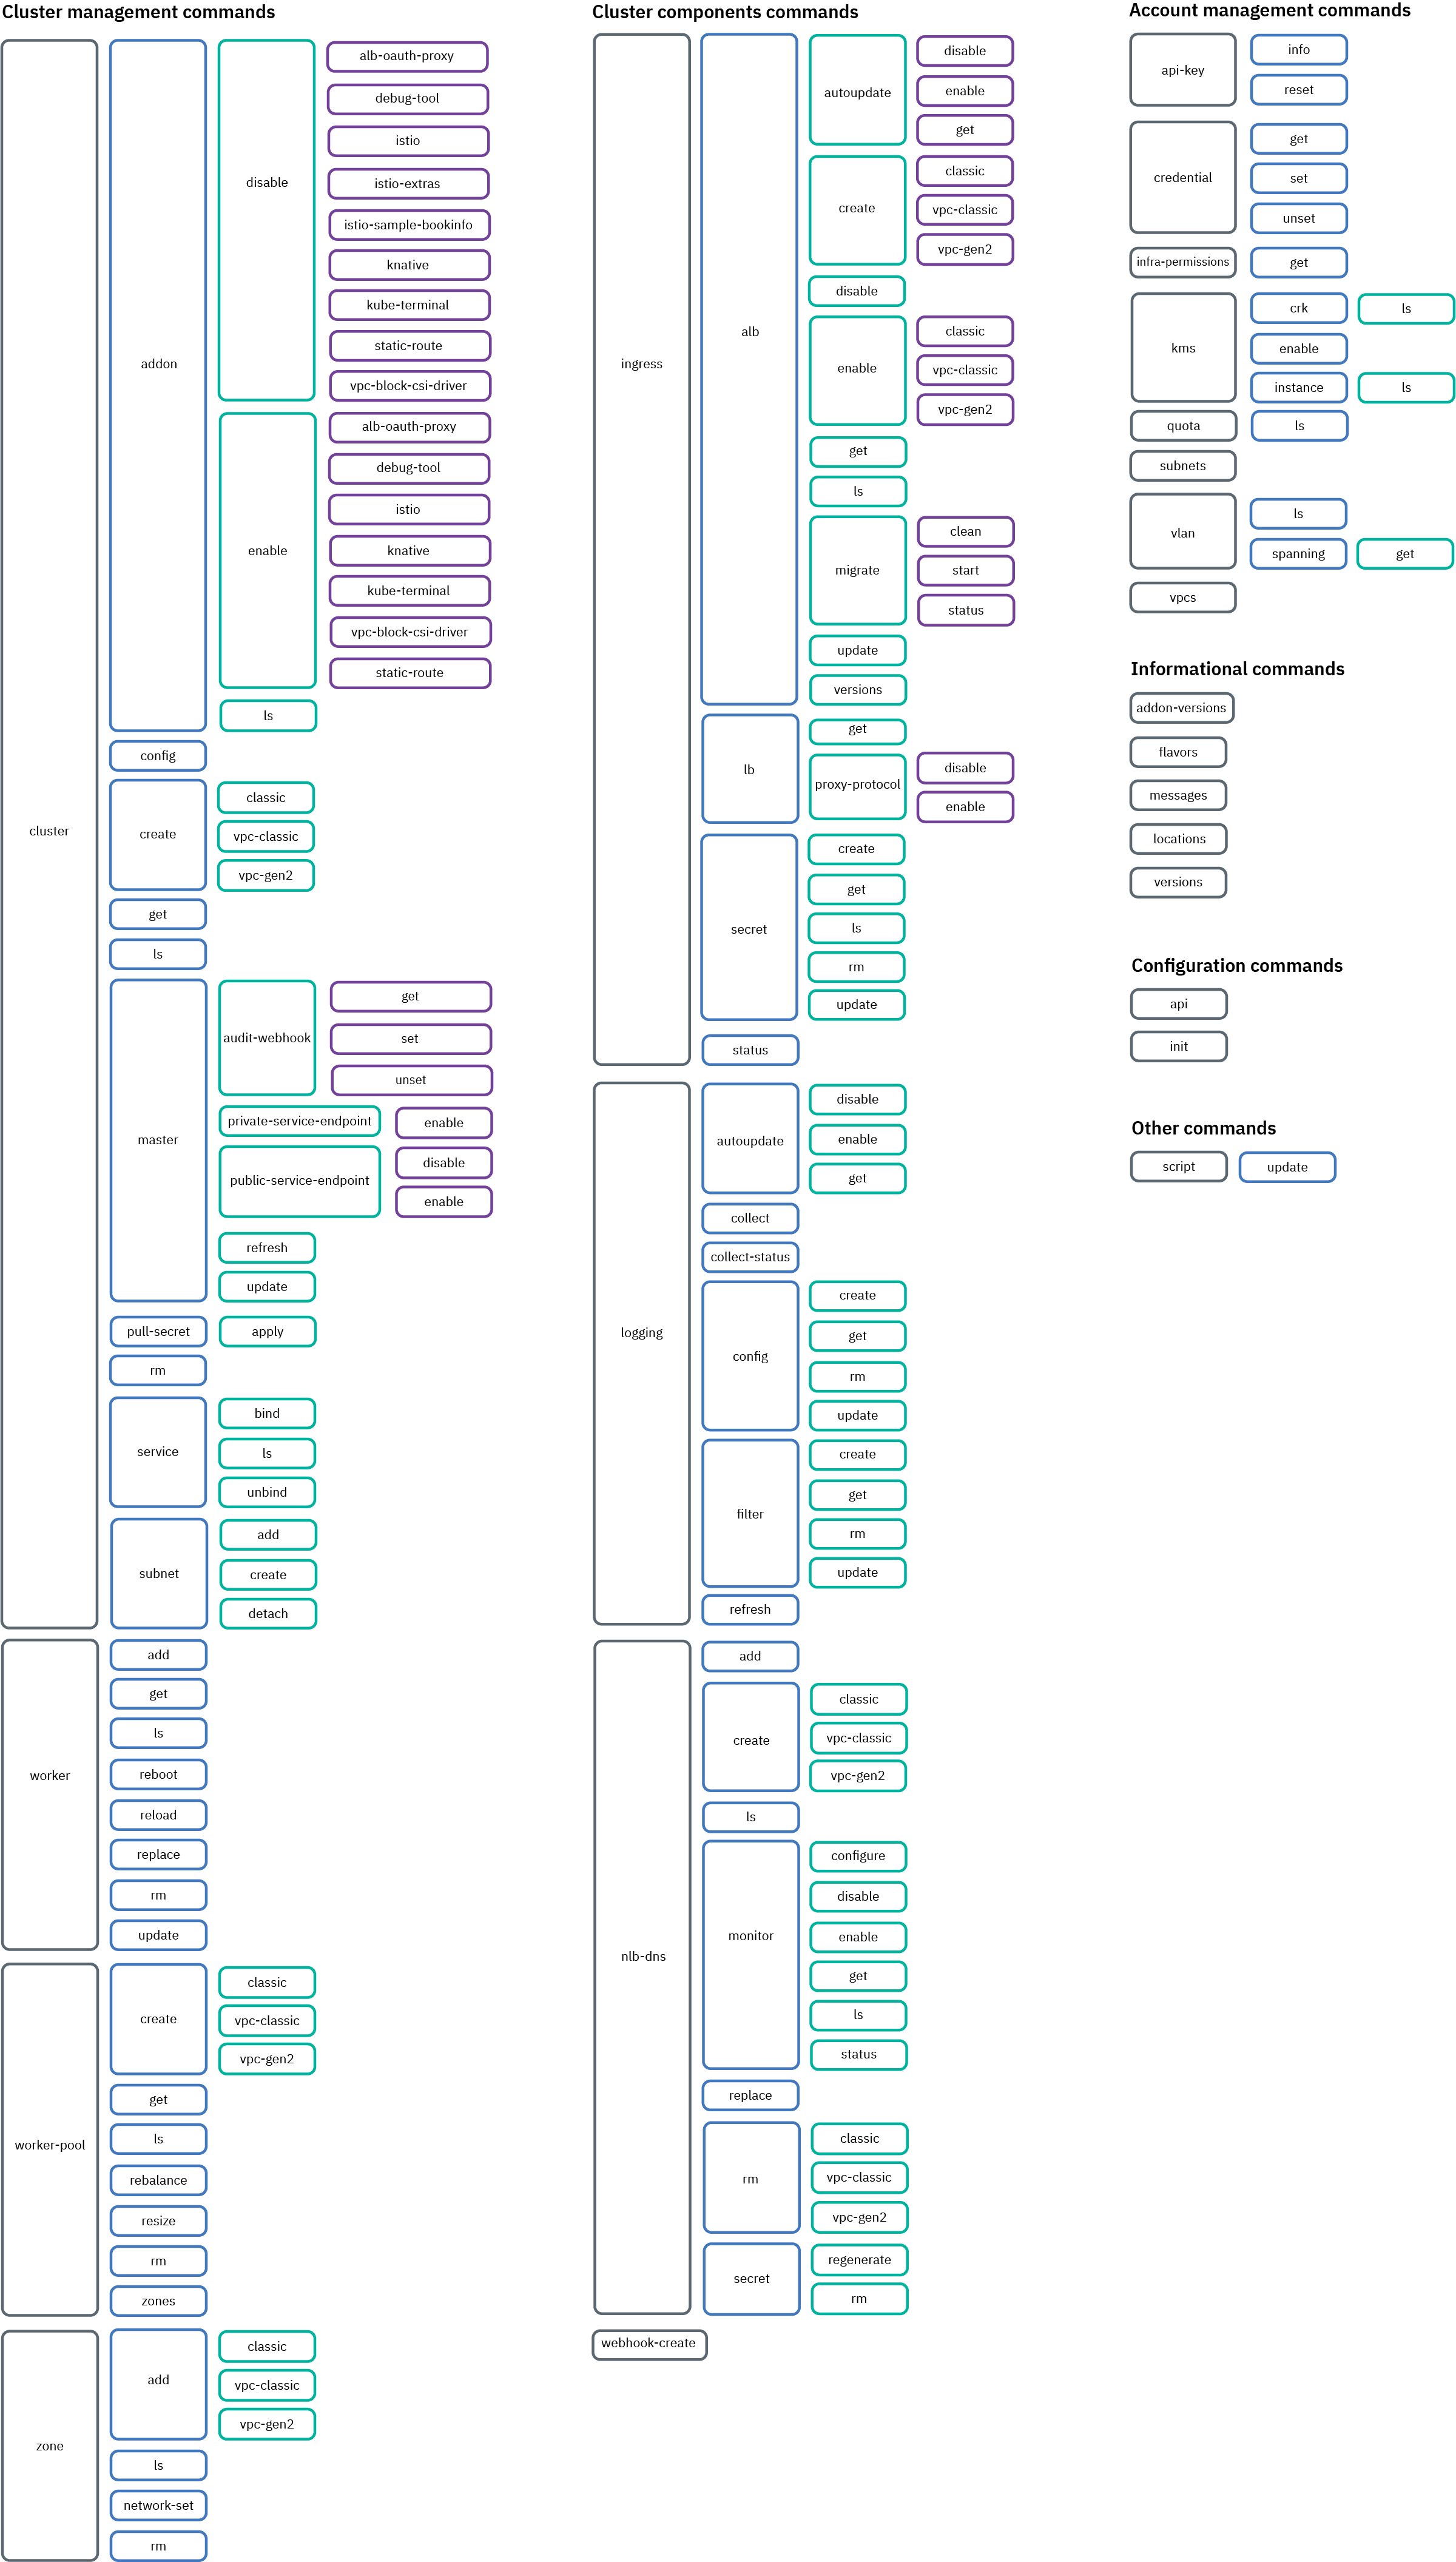 Cluster management commands
cluster
addon
disable
alb-oauth-proxy
debug-tool
istio
istio-extras
istio-sample-bookinfo
knative
kube-terminal
static-route
vpc-block-csi-driver
enable
alb-oauth-proxy
debug-tool
istio
knative
kube-terminal
vpc-block-csi-driver
static-route
ls
config
create
classic
vpc-classic
vpc-gen2
get
ls
master
audit-webhook
get
set
unset
private-service-endpoint
enable
public-service-endpoint
disable
enable
refresh
update
pull-secret
apply
rm
service
bind
ls
unbind
subnet
add
create
detach
worker
add
get
ls
reboot
reload
replace
rm
update
worker-pool
create
classic
vpc-classic
vpc-gen2
get
ls
rebalance
resize
rm
zones
zone
add
classic
vpc-classic
vpc-gen2
ls
network-set
rm
Cluster components commands
ingress
alb
autoupdate
disable
enable
get
create
classic
vpc-classic
vpc-gen2
disable
enable
classic
vpc-classic
vpc-gen2
get
ls
migrate
clean
start
status
update
versions
lb
get
proxy-protocol
disable
enable
secret
create
get
ls
rm
update
status
logging
autoupdate
disable
enable
get
collect
collect-status
config
create
get
rm
update
filter
create
get
rm
update
refresh
nlb-dns
add
create
classic
vpc-classic
vpc-gen2
ls
monitor
configure
disable
enable
get
ls
status
replace
rm
classic
vpc-classic
vpc-gen2
secret
regenerate
rm
webhook-create
Account management commands
api-key
info
reset
credential
get
set
unset
infra-permissions
get
kms
crk
ls
enable
instance
ls
quota
ls
subnets
vlan
ls
spanning
get
vpcs
Informational commands
addon-versions
flavors
messages
locations
versions
Configuration commands
api
init
Other commands
script
update